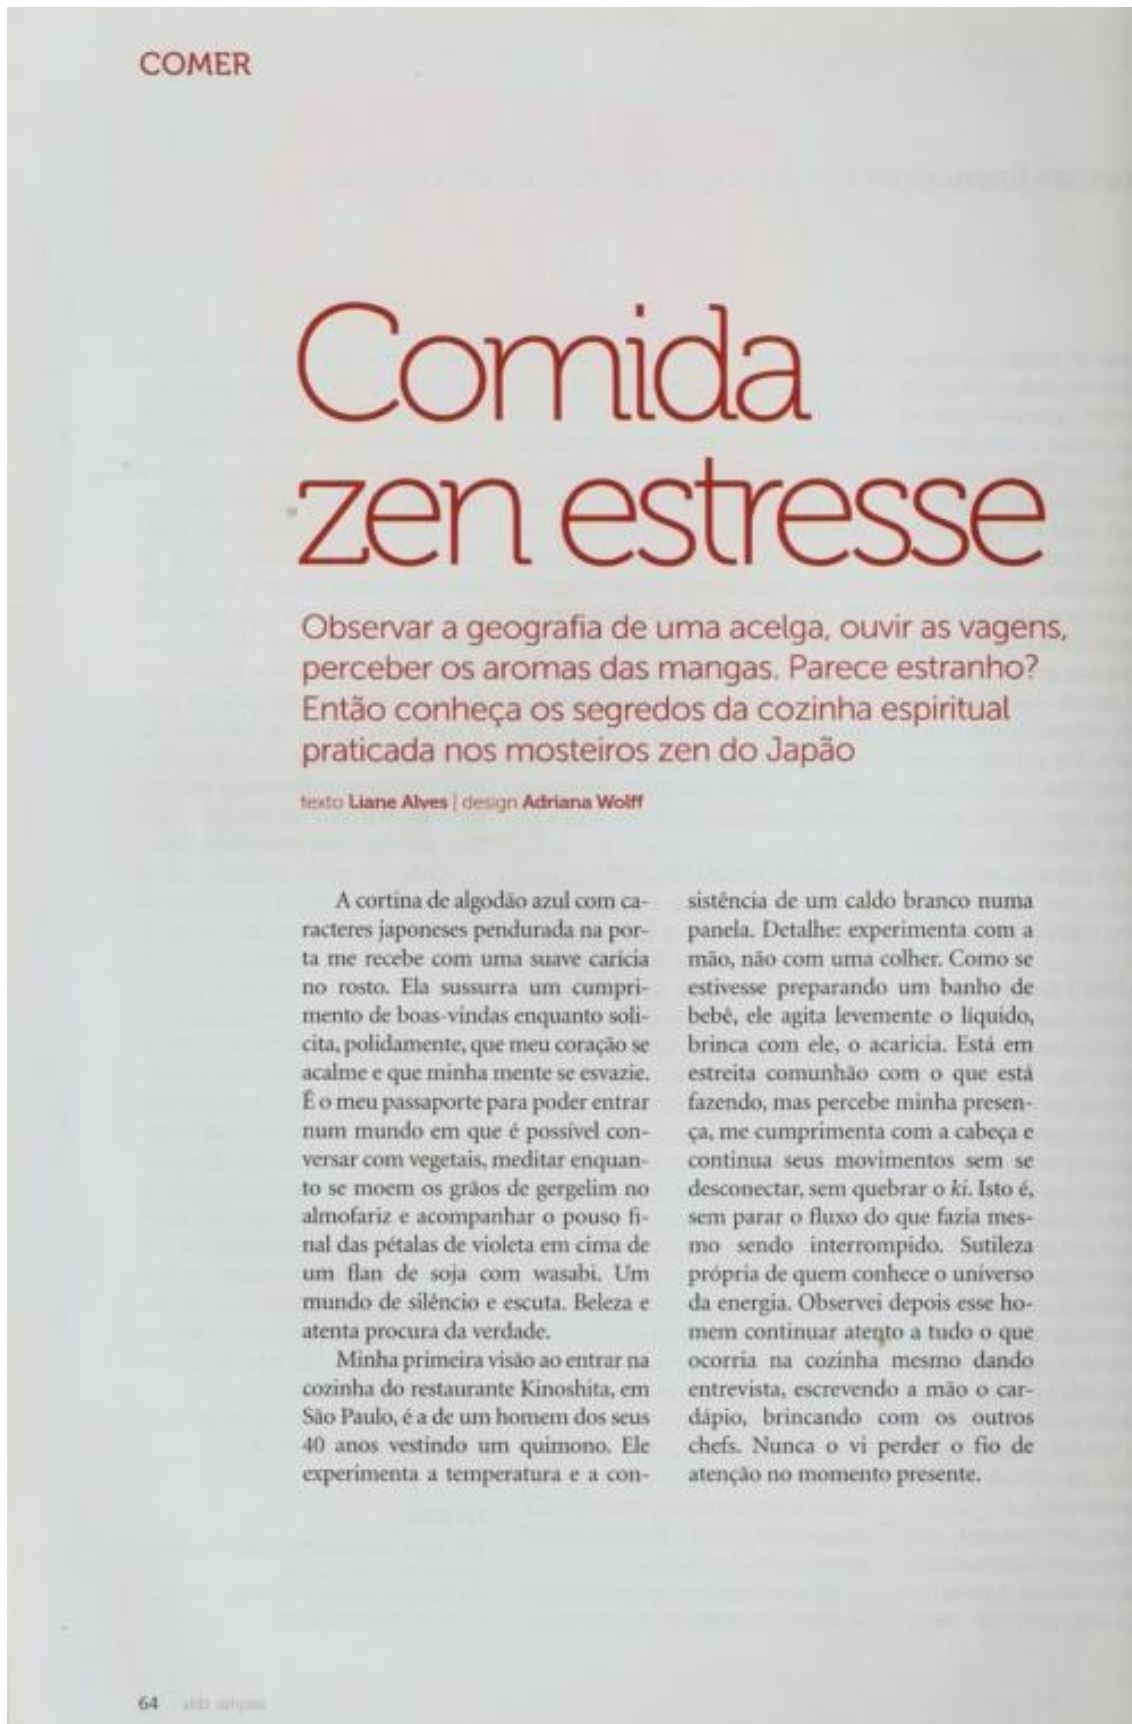 COMER
Comida
zen estresse
Observar a geografia de uma acelga, ouvir as vagens,
perceber os aromas das mangas. Parece estranho?
Então conheça os segredos da cozinha espiritual
praticada nos mosteiros zen do Japão
texto Liane Alves | design Adriana Wolff
A cortina de algodão azul com ca-
racteres japoneses pendurada na por-
ta me recebe com uma suave carícia
no rosto. Ela sussurra um cumpri-
mento de boas-vindas enquanto soli-
cita, polidamente, que meu coração se
acalme e que minha mente se esvazie.
É o meu passaporte para poder entrar
num mundo em que é possível con-
versar com vegetais, meditar enquan-
to se moem os grãos de gergelim no
almofariz e acompanhar o pouso fi-
nal das pétalas de violeta em cima de
um flan de soja com wasabi. Um
mundo de silêncio e escuta. Beleza e
atenta procura da verdade.
Minha primeira visão ao entrar na
cozinha do restaurante Kinoshita, em
São Paulo, é a de um homem dos seus
40 anos vestindo um quimono. Ele
experimenta a temperatura e a con-
sistência de um caldo branco numa
panela. Detalhe: experimenta com a
mão, não com uma colher. Como se
estivesse preparando um banho de
bebê, ele agita levemente o líquido,
brinca com ele, o acaricia. Está em
estreita comunhão com o que está
fazendo, mas percebe minha presen-
ça, me cumprimenta com a cabeça e
continua seus movimentos sem se
desconectar, sem quebrar o ki. Isto é,
sem parar o fluxo do que fazia mes-
mo sendo interrompido. Sutileza
própria de quem conhece o universo
da energia. Observei depois esse ho-
mem continuar atento a tudo o que
ocorria na cozinha mesmo dando
entrevista, escrevendo a mão o car-
dápio, brincando com os outros
chefs. Nunca o vi perder o fio de
atenção no momento presente.
64 vida simples